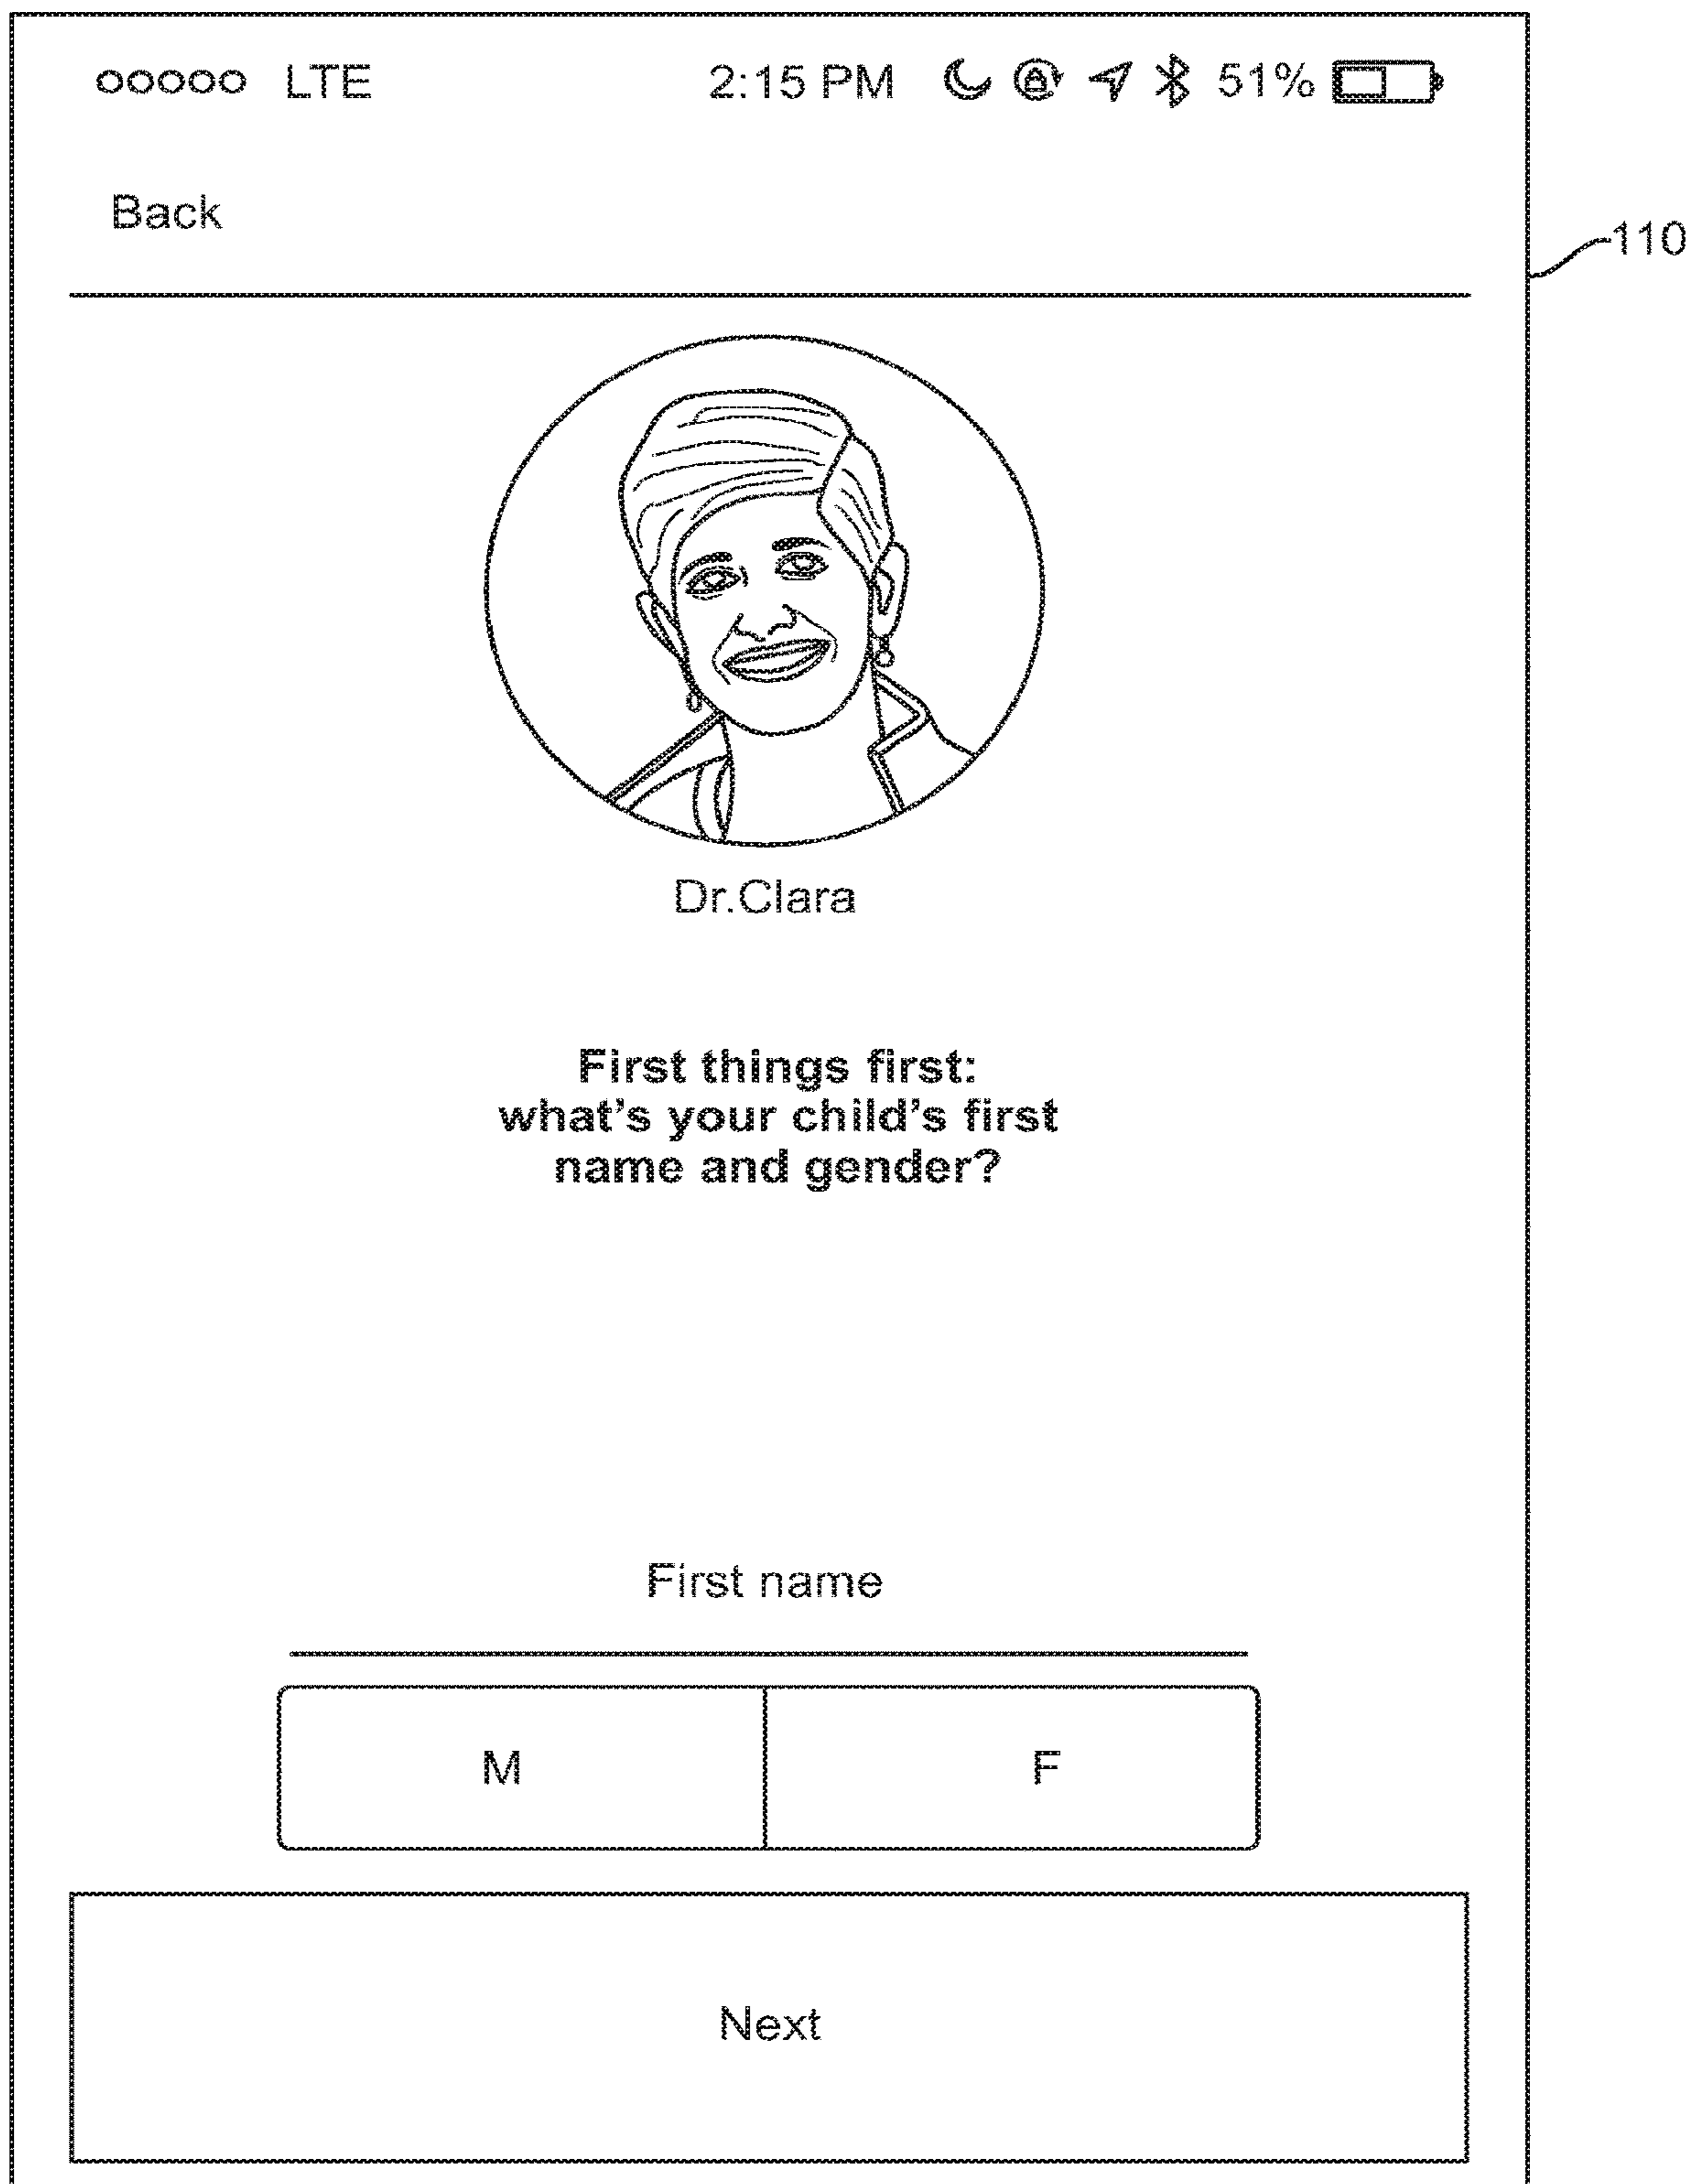 ooooo LTE 2:15 PM 51%
Back
110
Dr.Clara
First things first:
what’s your child’s first
name and gender?
First name
M F
Next